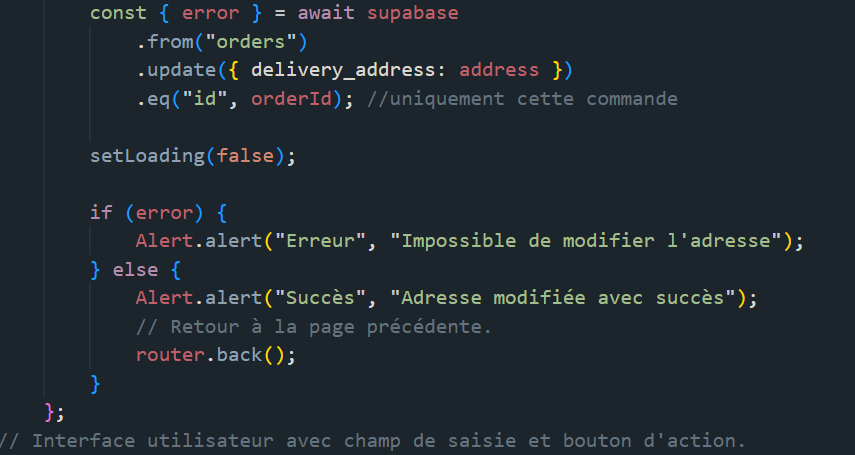 const { error } = await supabase
.from("orders")
.update({ delivery_address: address })
.eq("id", orderId); //uniquement cette commande
setLoading(false);
if (error) {
Alert.alert("Erreur", "Impossible de modifier l'adresse");
} else {
Alert.alert("Succès", "Adresse modifiée avec succès");
// Retour à la page précédente.
router.back();
}
};
// Interface utilisateur avec champ de saisie et bouton d'action.